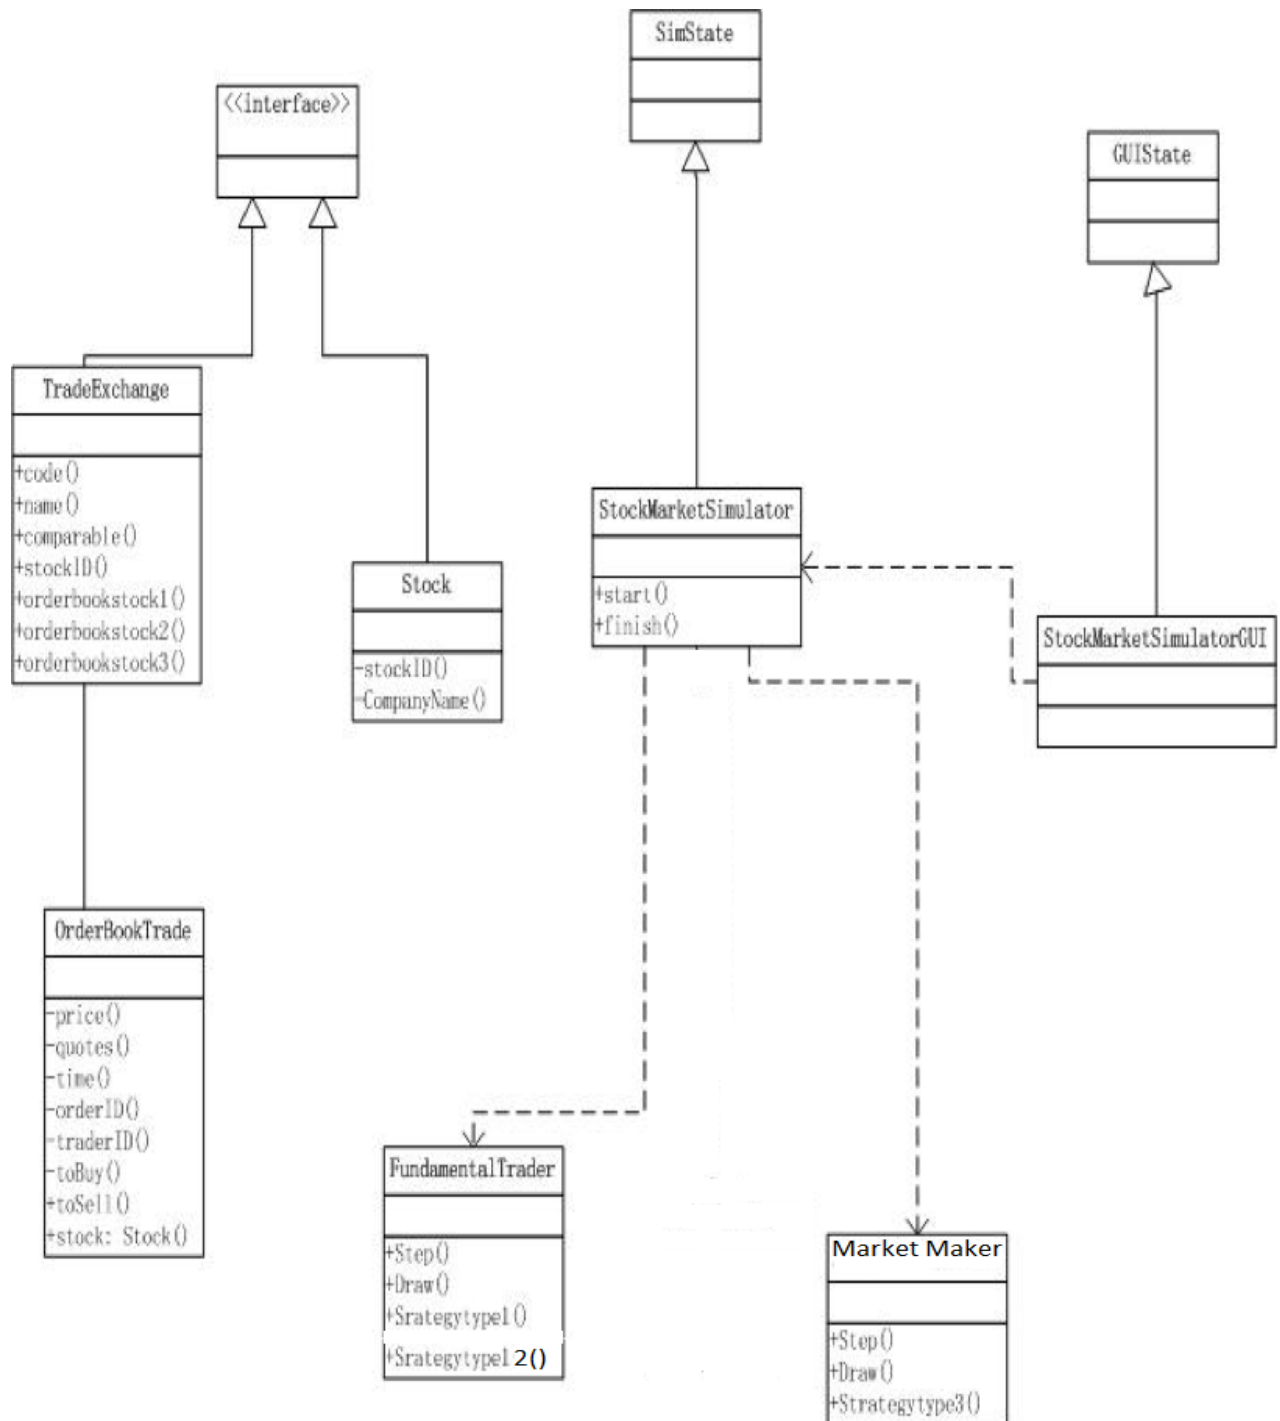 SimState
<<interface>>
GUIState
TradeExchange
+code()
+name()
+comparable()
+stockID()
+orderbookstock1()
+orderbookstock2()
+orderbookstock3()
StockMarketSimulator
+start()
+finish()
Stock
-stockID()
-CompanyName()
StockMarketSimulatorGUI
OrderBookTrade
-price()
-quotes()
-time()
-orderID()
-traderID()
-toBuy()
+toSell()
+stock: Stock()
FundamentalTrader
+Step()
+Draw()
+Srategytype1()
+Srategytype1 2()
Market Maker
+Step()
+Draw()
+Strategytype3()